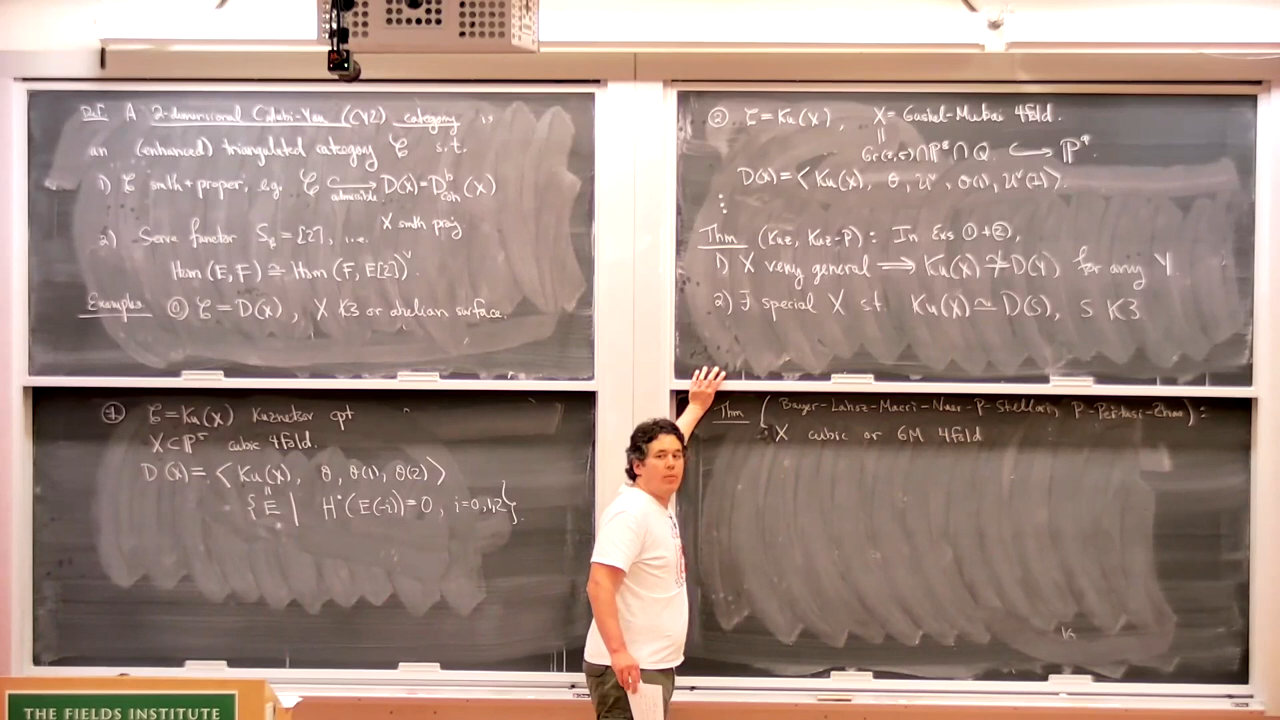 Def. A 2-dimensional Calabi-Yau (CY2) category is
an (enhanced) triangulated category 𝒞 s.t.
1) 𝒞 smth + proper, e.g. 𝒞 ↪ D(X) = D^b_coh(X)
admissible
X smth proj
2) Serre functor S_𝒞 = [2], i.e.
Hom(E, F) ≅ Hom(F, E[2])^∨.
Examples ⓪ 𝒞 = D(X), X K3 or abelian surface.
① 𝒞 = Ku(X) Kuznetsov cpt
X ⊂ P^5 cubic 4fold.
D(X) = ⟨Ku(X), O, O(1), O(2)⟩
{E | H^•(E(-i)) = 0, i = 0,1,2}.
② 𝒞 = Ku(X), X = Gushel-Mukai 4fold.
Gr(2,5) ∩ P^8 ∩ Q ↪ P^9.
D(X) = ⟨Ku(X), O, U^∨, O(1), U^∨(1)⟩.
⋮
Thm (Kuz, Kuz-P): In Exs ① + ②,
1) X very general ⟹ Ku(X) ≄ D(Y) for any Y.
2) ∃ special X st. Ku(X) ≃ D(S), S K3
Thm (Bayer-Lahoz-Macri-Nuer-P-Stellari, P-Pertusi-Zhao):
X cubic or GM 4fold
THE FIELDS INSTITUTE